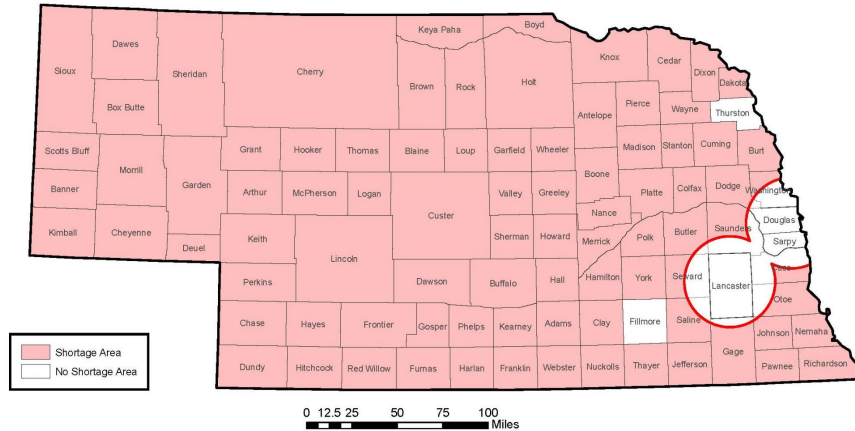 Keya Paha
Boyd
Dawes
Sioux
Sheridan
Cherry
Knox
Cedar
Dixon
Dakota
Brown
Rock
Holt
Box Butte
Antelope
Pierce
Wayne
Thurston
Scotts Bluff
Morrill
Garden
Grant
Hooker
Thomas
Blaine
Loup
Garfield
Wheeler
Madison
Stanton
Cuming
Burt
Boone
Banner
Arthur
McPherson
Logan
Custer
Valley
Greeley
Platte
Colfax
Dodge
Washington
Nance
Kimball
Cheyenne
Deuel
Keith
Lincoln
Sherman
Howard
Merrick
Polk
Butler
Saunders
Douglas
Sarpy
Cass
Perkins
Dawson
Buffalo
Hall
Hamilton
York
Seward
Lancaster
Otoe
Chase
Hayes
Frontier
Gosper
Phelps
Kearney
Adams
Clay
Fillmore
Saline
Johnson
Nemaha
Dundy
Hitchcock
Red Willow
Furnas
Harlan
Franklin
Webster
Nuckolls
Thayer
Jefferson
Gage
Pawnee
Richardson
Shortage Area
No Shortage Area
0 12.5 25 50 75 100
Miles